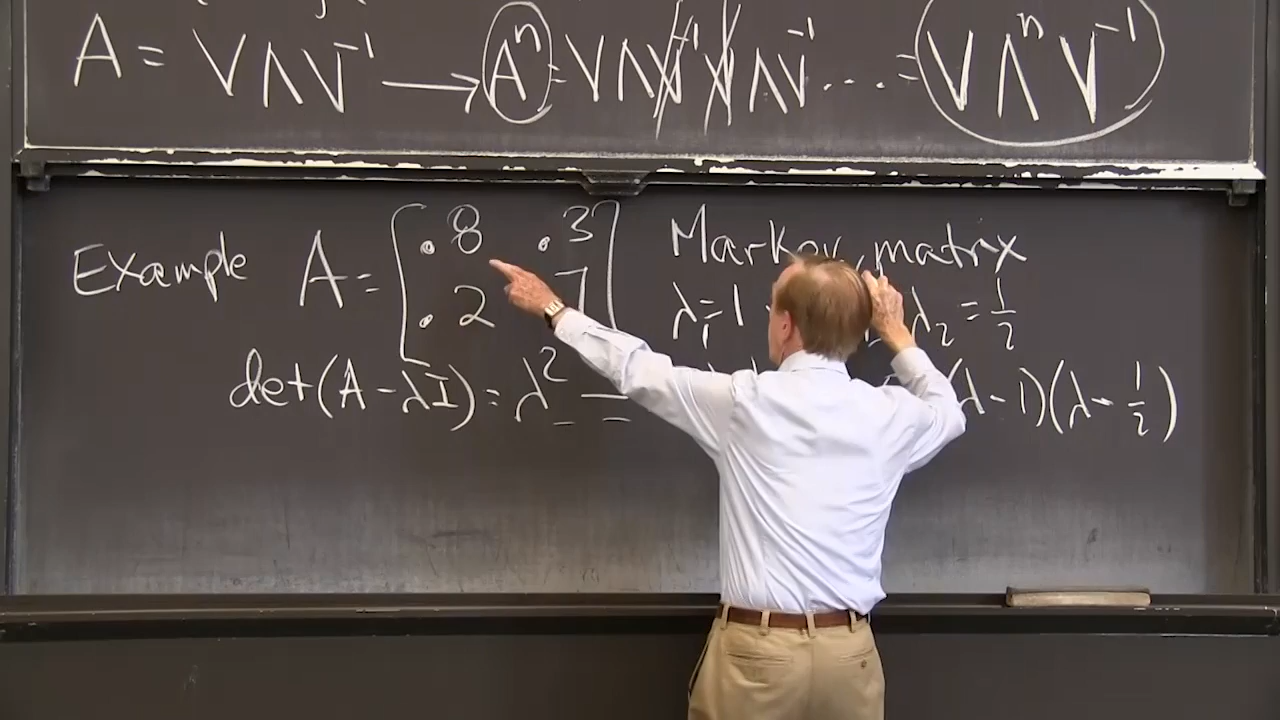 A = VΛV⁻¹ → Aⁿ = VΛV⁻¹VΛV⁻¹ ... = VΛⁿV⁻¹
Example A = [ .8 .3 Markov matrix
.2 7 ] λ₁ = 1 λ₂ = 1/2
det(A - λI) = λ² - (λ - 1)(λ - 1/2)